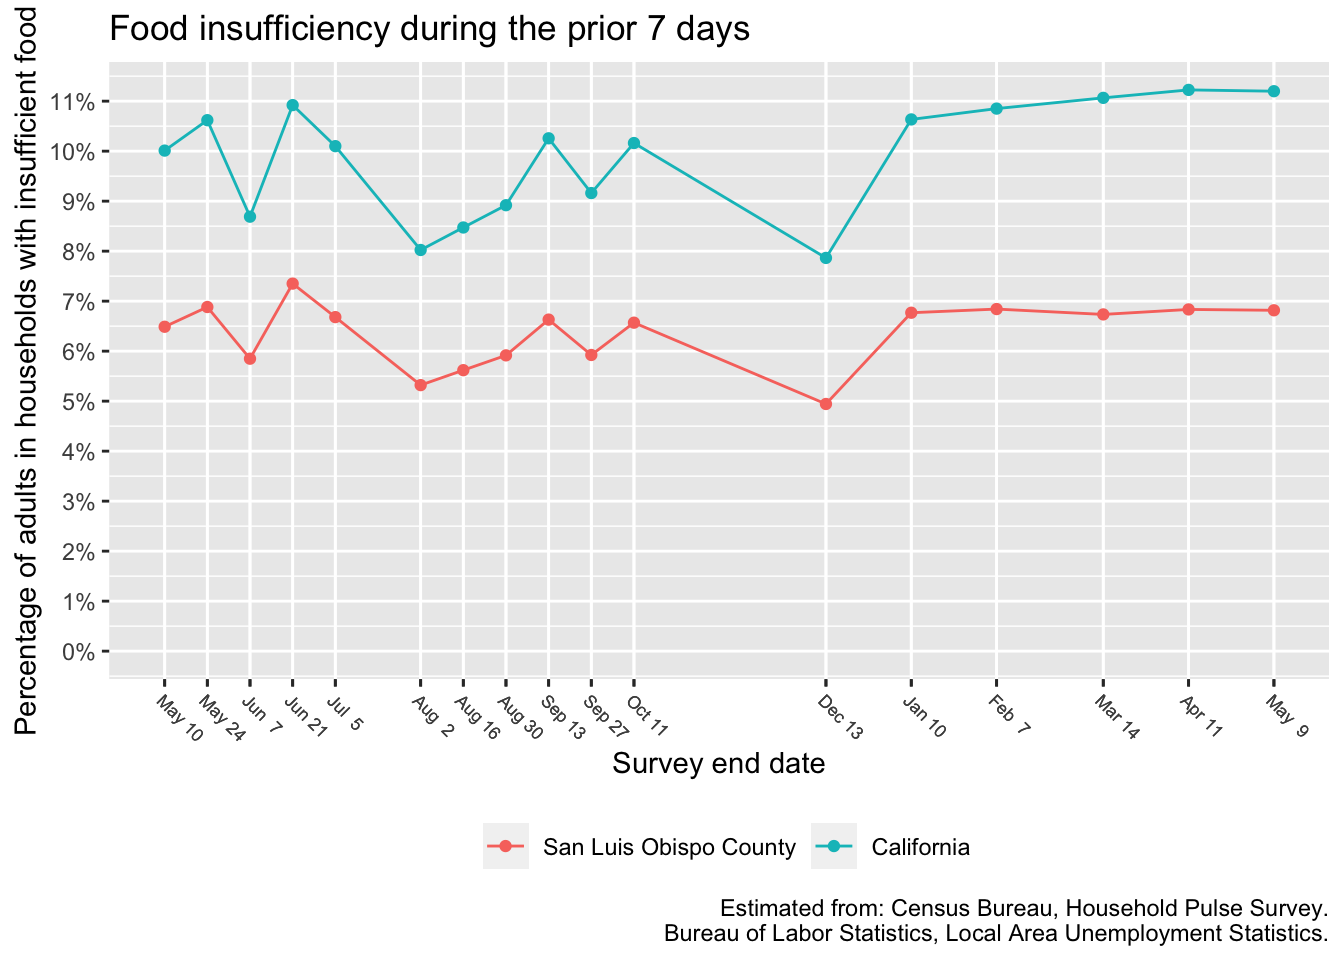 Food insufficiency during the prior 7 days
Percentage of adults in households with insufficient food
11%
10%
9%
8%
7%
6%
5%
4%
3%
2%
1%
0%
May 10
May 24
Jun 7
Jun 21
Jul 5
Aug 2
Aug 16
Aug 30
Sep 13
Sep 27
Oct 11
Dec 13
Jan 10
Feb 7
Mar 14
Apr 11
May 9
Survey end date
San Luis Obispo County
California
Estimated from: Census Bureau, Household Pulse Survey.
Bureau of Labor Statistics, Local Area Unemployment Statistics.